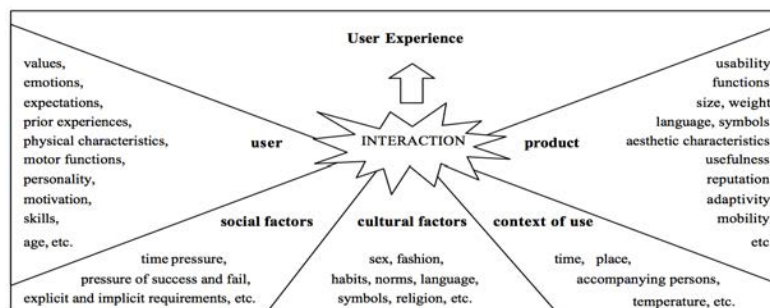 User Experience
values,
emotions,
expectations,
prior experiences,
physical characteristics,
motor functions,
personality,
motivation,
skills,
age, etc.
user
INTERACTION
product
usability
functions
size, weight
language, symbols
aesthetic characteristics
usefulness
reputation
adaptivity
mobility
etc
social factors
time pressure,
pressure of success and fail,
explicit and implicit requirements, etc.
cultural factors
sex, fashion,
habits, norms, language,
symbols, religion, etc.
context of use
time, place,
accompanying persons,
temperature, etc.